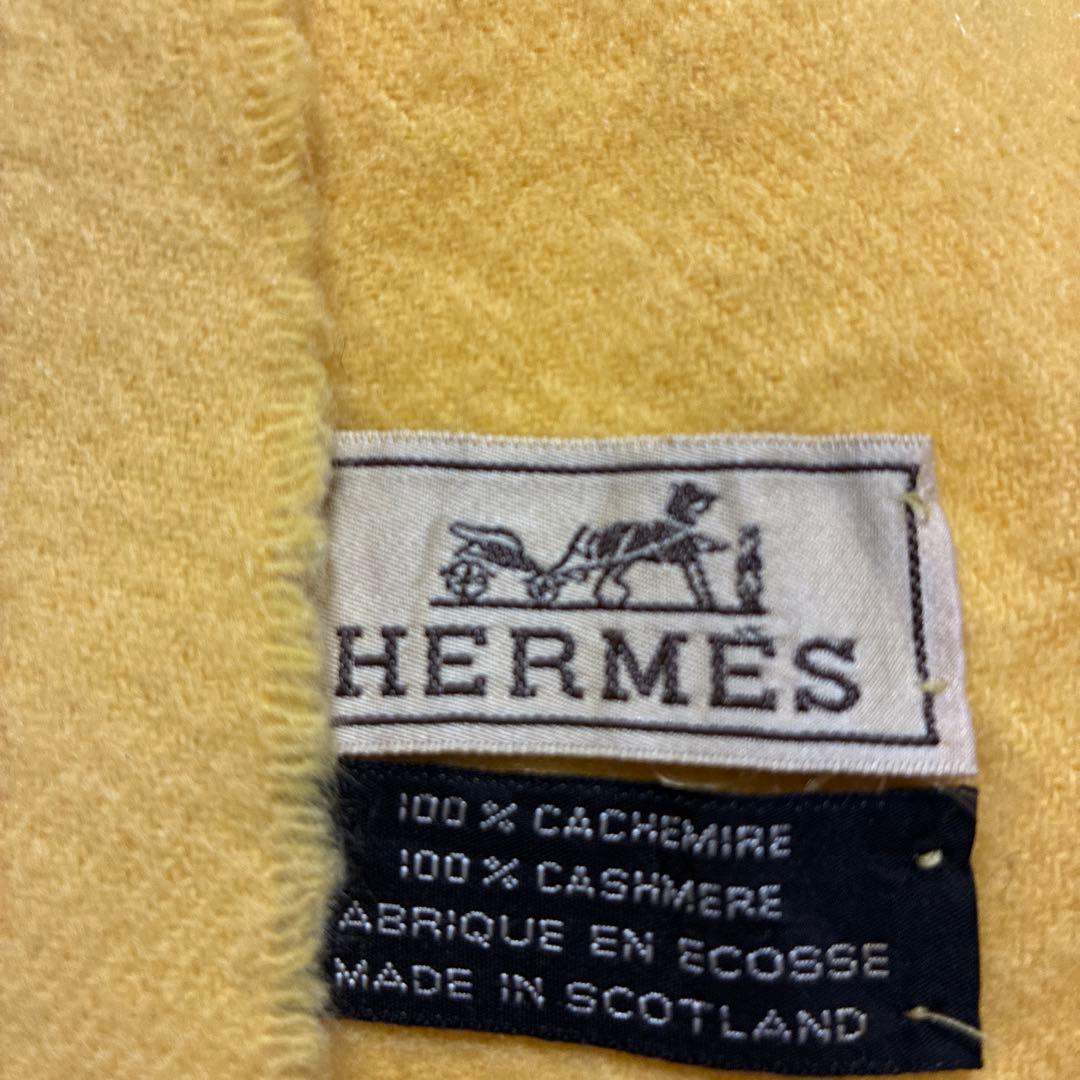 HERMÈS
100 % CACHEMIRE
100 % CASHMERE
ABRIQUE EN ECOSSE
MADE IN SCOTLAND